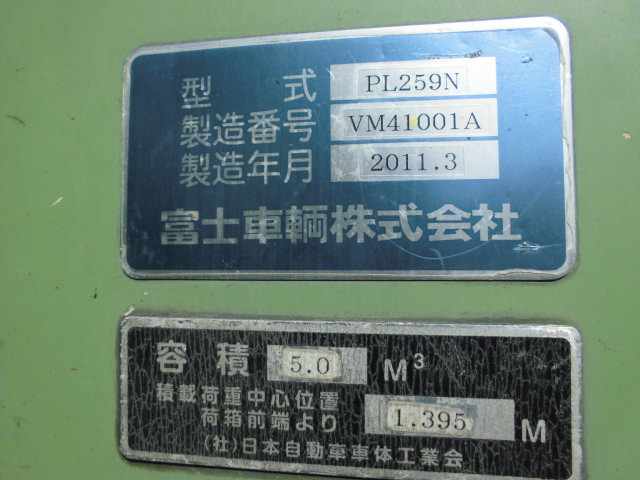 型式 PL259N
製造番号 VM41001A
製造年月 2011.3
富士車輌株式会社
容積 5.0 M³
積載荷重中心位置
荷箱前端より 1.395 M
(社)日本自動車車体工業会